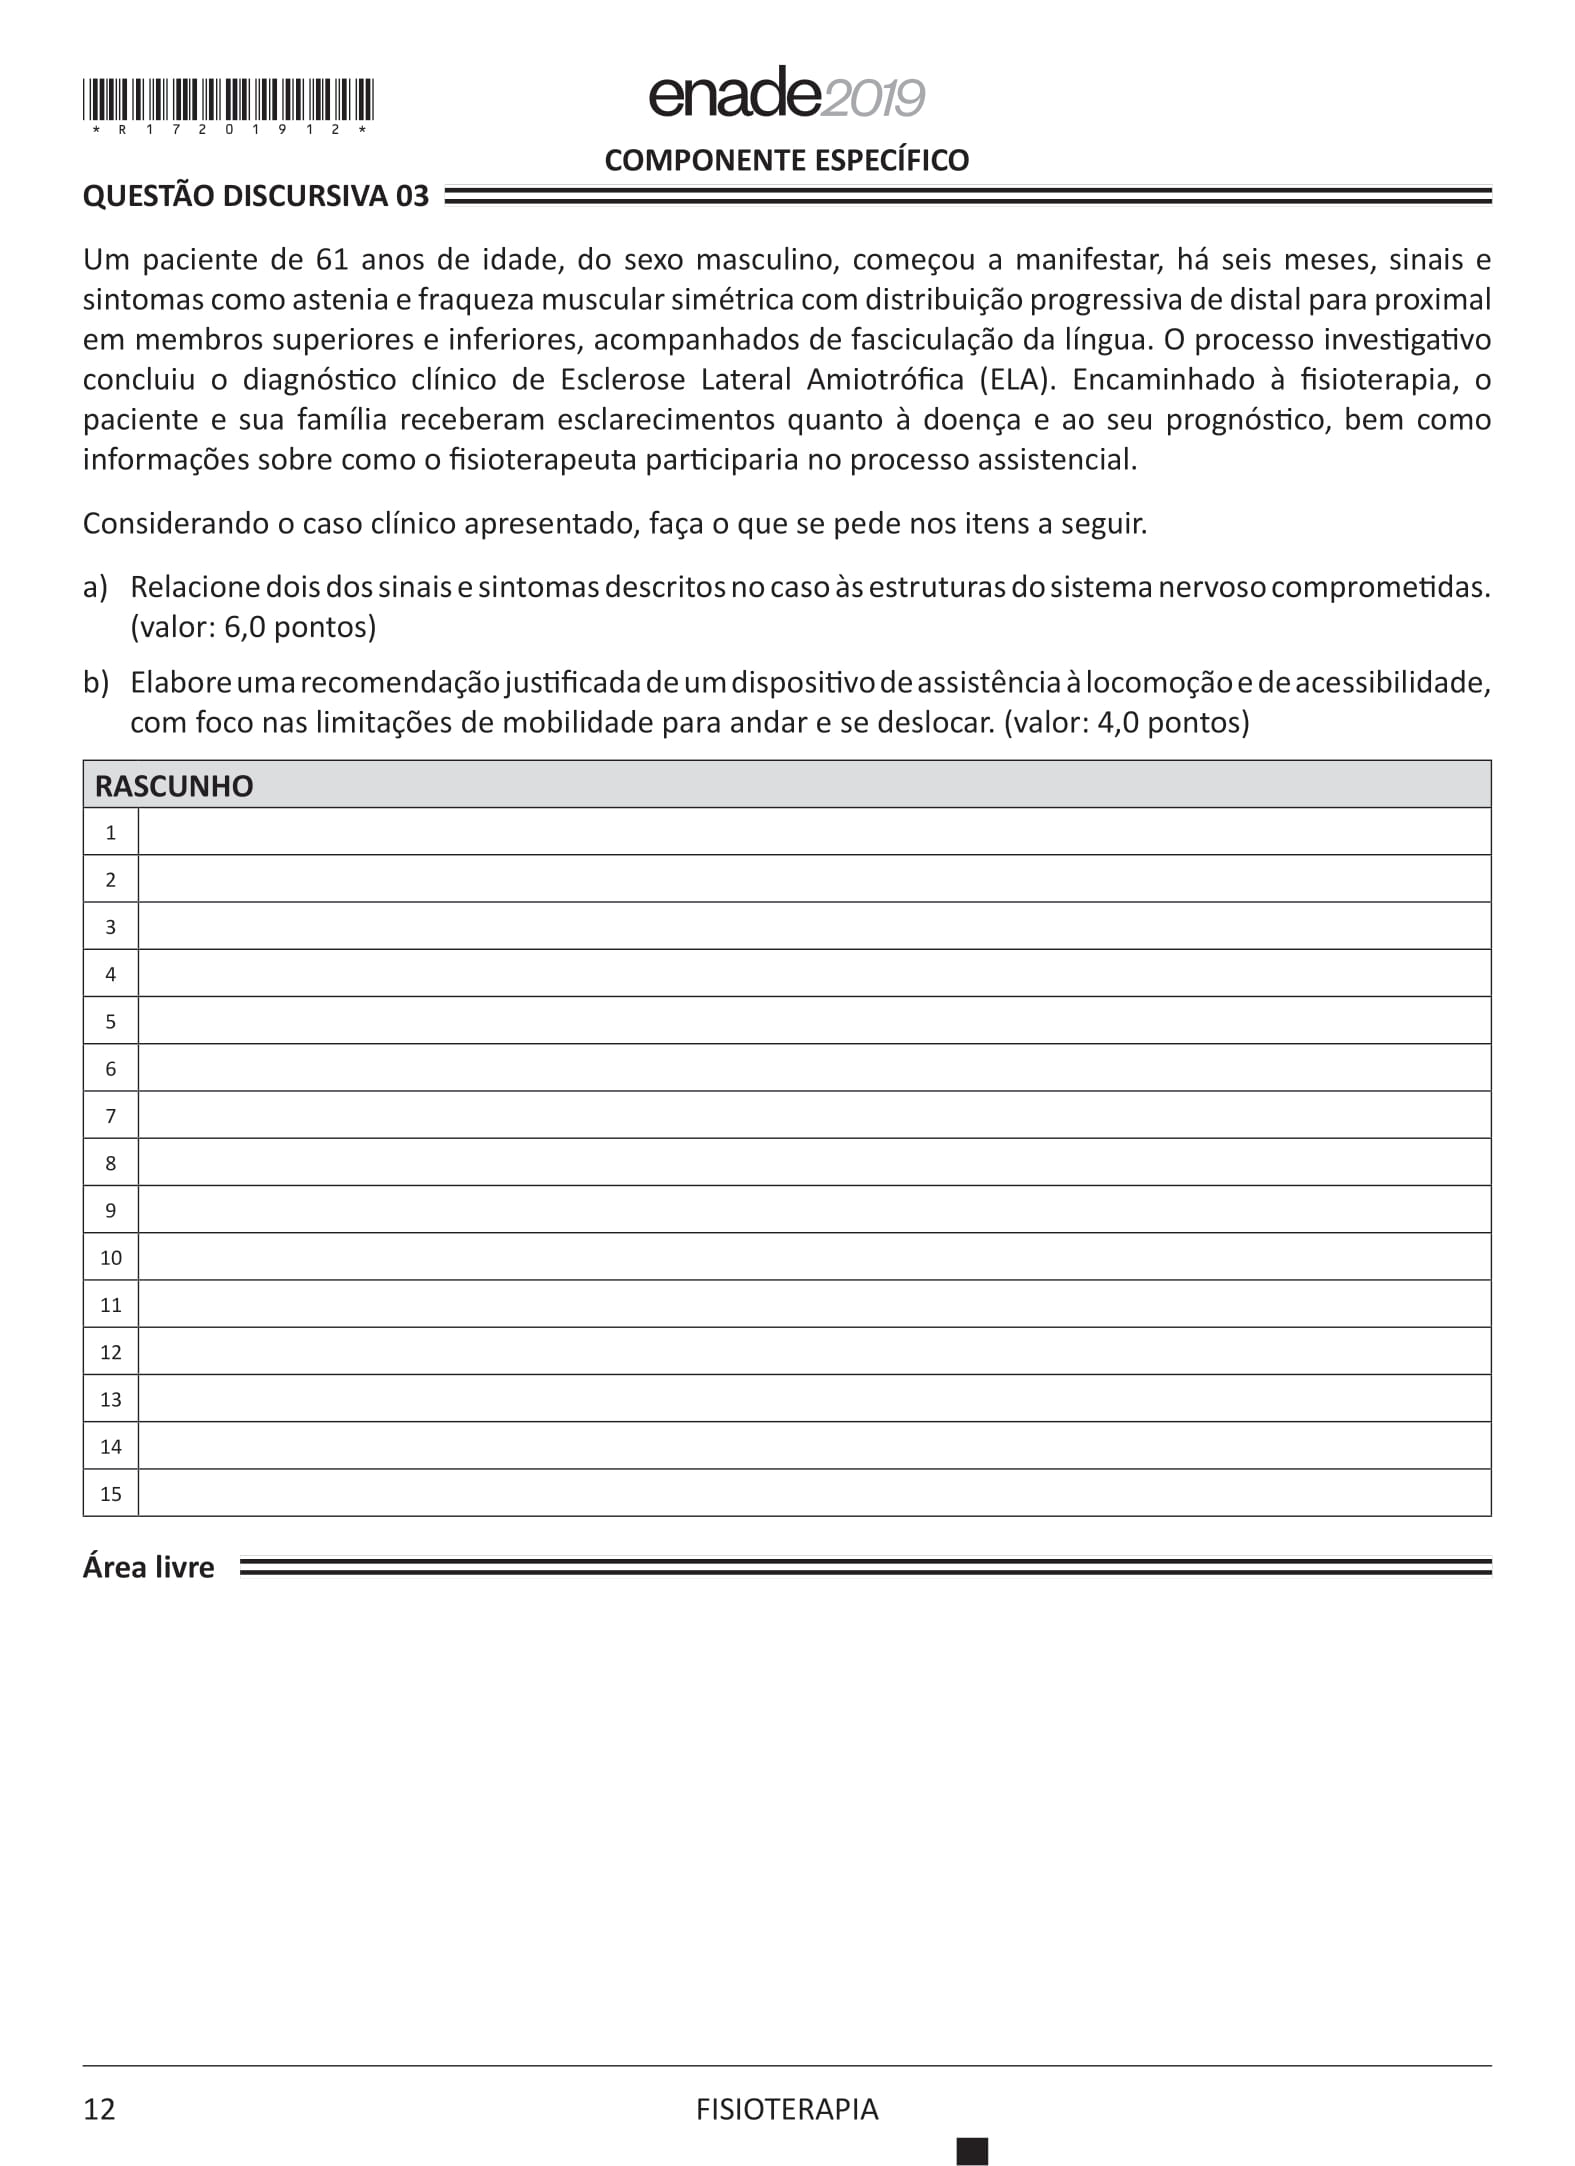 *R17201912*
enade2019
COMPONENTE ESPECÍFICO
QUESTÃO DISCURSIVA 03
Um paciente de 61 anos de idade, do sexo masculino, começou a manifestar, há seis meses, sinais e
sintomas como astenia e fraqueza muscular simétrica com distribuição progressiva de distal para proximal
em membros superiores e inferiores, acompanhados de fasciculação da língua. O processo investigativo
concluiu o diagnóstico clínico de Esclerose Lateral Amiotrófica (ELA). Encaminhado à fisioterapia, o
paciente e sua família receberam esclarecimentos quanto à doença e ao seu prognóstico, bem como
informações sobre como o fisioterapeuta participaria no processo assistencial.
Considerando o caso clínico apresentado, faça o que se pede nos itens a seguir.
a) Relacione dois dos sinais e sintomas descritos no caso às estruturas do sistema nervoso comprometidas.
(valor: 6,0 pontos)
b) Elabore uma recomendação justificada de um dispositivo de assistência à locomoção e de acessibilidade,
com foco nas limitações de mobilidade para andar e se deslocar. (valor: 4,0 pontos)
RASCUNHO
1
2
3
4
5
6
7
8
9
10
11
12
13
14
15
Área livre
12 FISIOTERAPIA